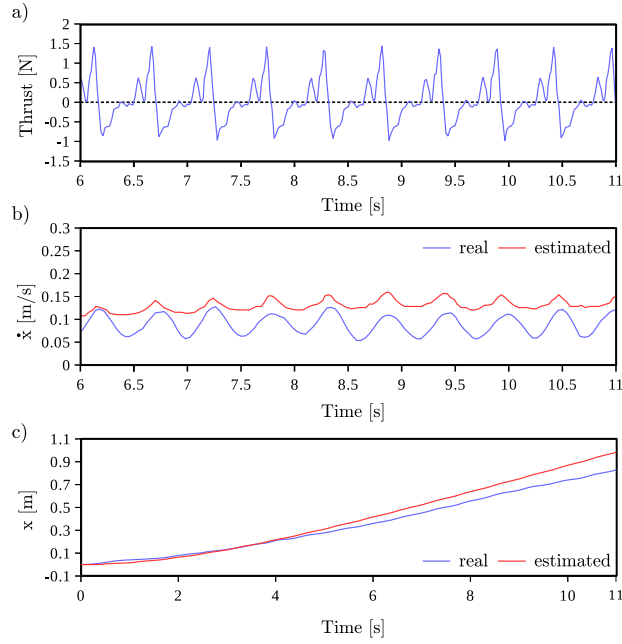 a)
2
1.5
1
0.5
0
-0.5
-1
-1.5
Thrust [N]
6 6.5 7 7.5 8 8.5 9 9.5 10 10.5 11
Time [s]
b)
0.3
0.25
0.2
0.15
0.1
0.05
0
ẋ [m/s]
real estimated
6 6.5 7 7.5 8 8.5 9 9.5 10 10.5 11
Time [s]
c)
1.1
0.9
0.7
0.5
0.3
0.1
-0.1
x [m]
real estimated
0 2 4 6 8 10 11
Time [s]